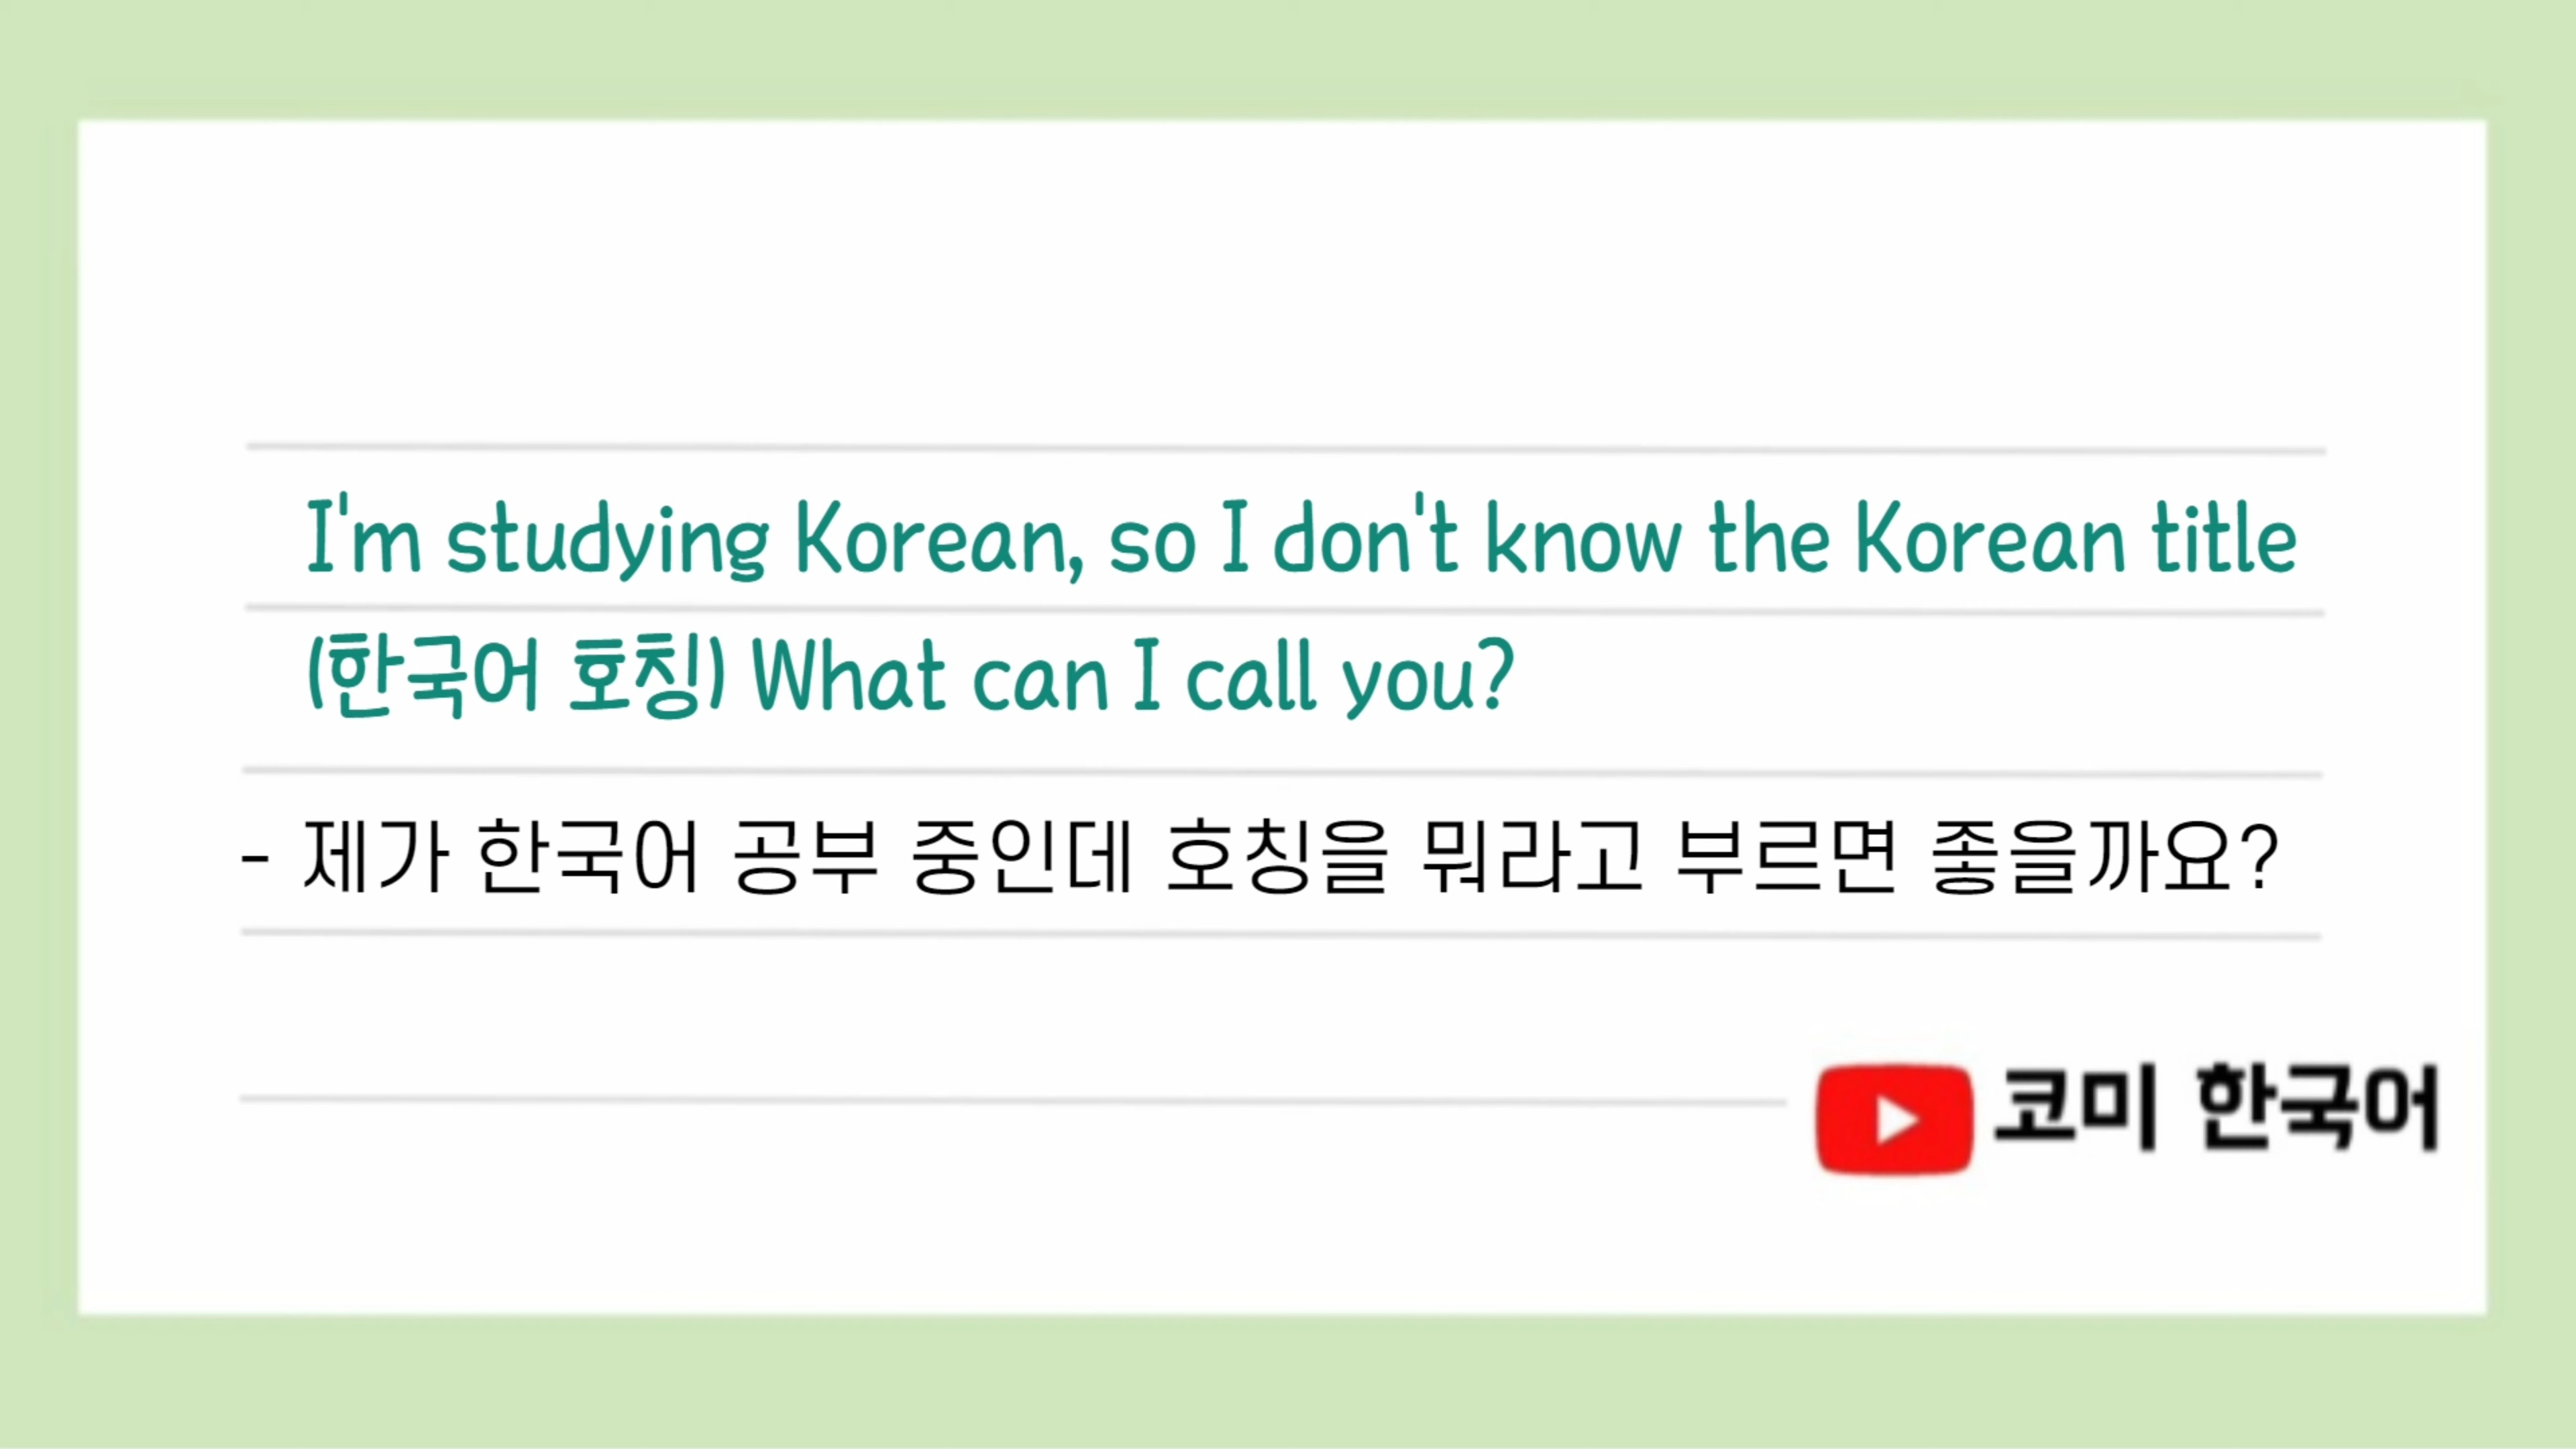 I'm studying Korean, so I don't know the Korean title
(한국어 호칭) What can I call you?
- 제가 한국어 공부 중인데 호칭을 뭐라고 부르면 좋을까요?
코미 한국어